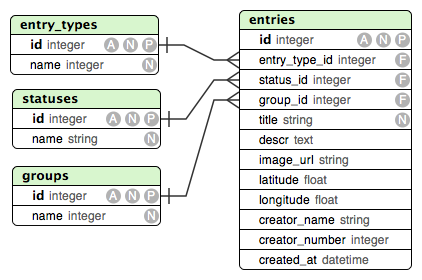 entry_types
id integer A N P
name integer N
statuses
id integer A N P
name string N
groups
id integer A N P
name integer N
entries
id integer A N P
entry_type_id integer F
status_id integer F
group_id integer F
title string N
descr text
image_url string
latitude float
longitude float
creator_name string
creator_number integer
created_at datetime